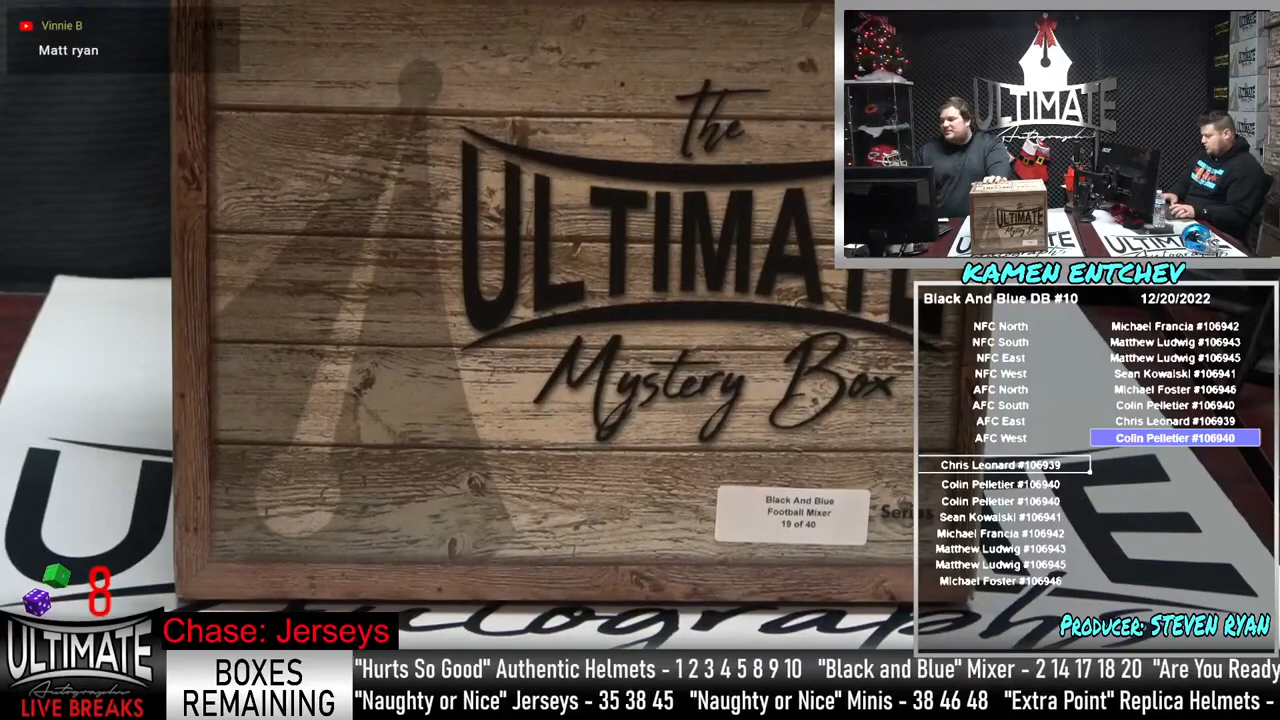 Vinnie B
Matt ryan
the
ULTIMATE
Mystery Box
Black And Blue
Football Mixer
19 of 40
ULTIMATE
the
ULTIMATE
Mystery Box
KAMEN ENTCHEV
Black And Blue DB #10 12/20/2022
NFC North Michael Francia #106942
NFC South Matthew Ludwig #106943
NFC East Matthew Ludwig #106945
NFC West Sean Kowalski #106941
AFC North Michael Foster #106946
AFC South Colin Pelletier #106940
AFC East Chris Leonard #106939
AFC West Colin Pelletier #106940
Chris Leonard #106939
Colin Pelletier #106940
Colin Pelletier #106940
Sean Kowalski #106941
Michael Francia #106942
Matthew Ludwig #106943
Matthew Ludwig #106945
Michael Foster #106946
Producer: STEVEN RYAN
8
ULTIMATE
Autographs
LIVE BREAKS
Chase: Jerseys
BOXES
REMAINING
"Hurts So Good" Authentic Helmets - 1 2 3 4 5 8 9 10 "Black and Blue" Mixer - 2 14 17 18 20 "Are You Ready
"Naughty or Nice" Jerseys - 35 38 45 "Naughty or Nice" Minis - 38 46 48 "Extra Point" Replica Helmets -